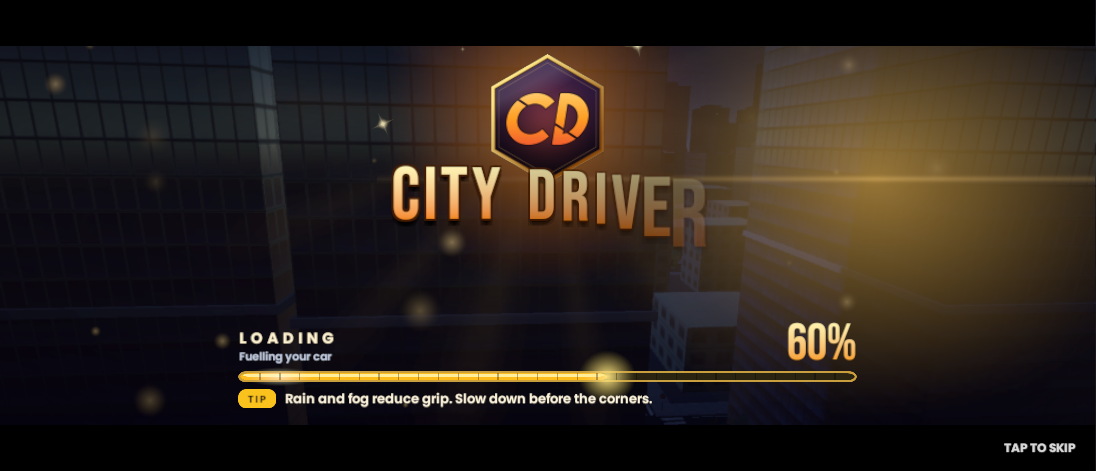 CD
CITY DRIVER
LOADING
60%
Fuelling your car
TIP Rain and fog reduce grip. Slow down before the corners.
TAP TO SKIP